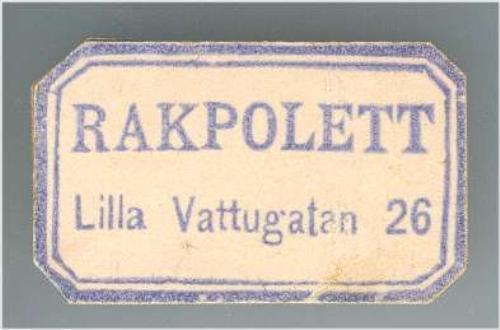 RAKPOLETT
Lilla Vattugatan 26